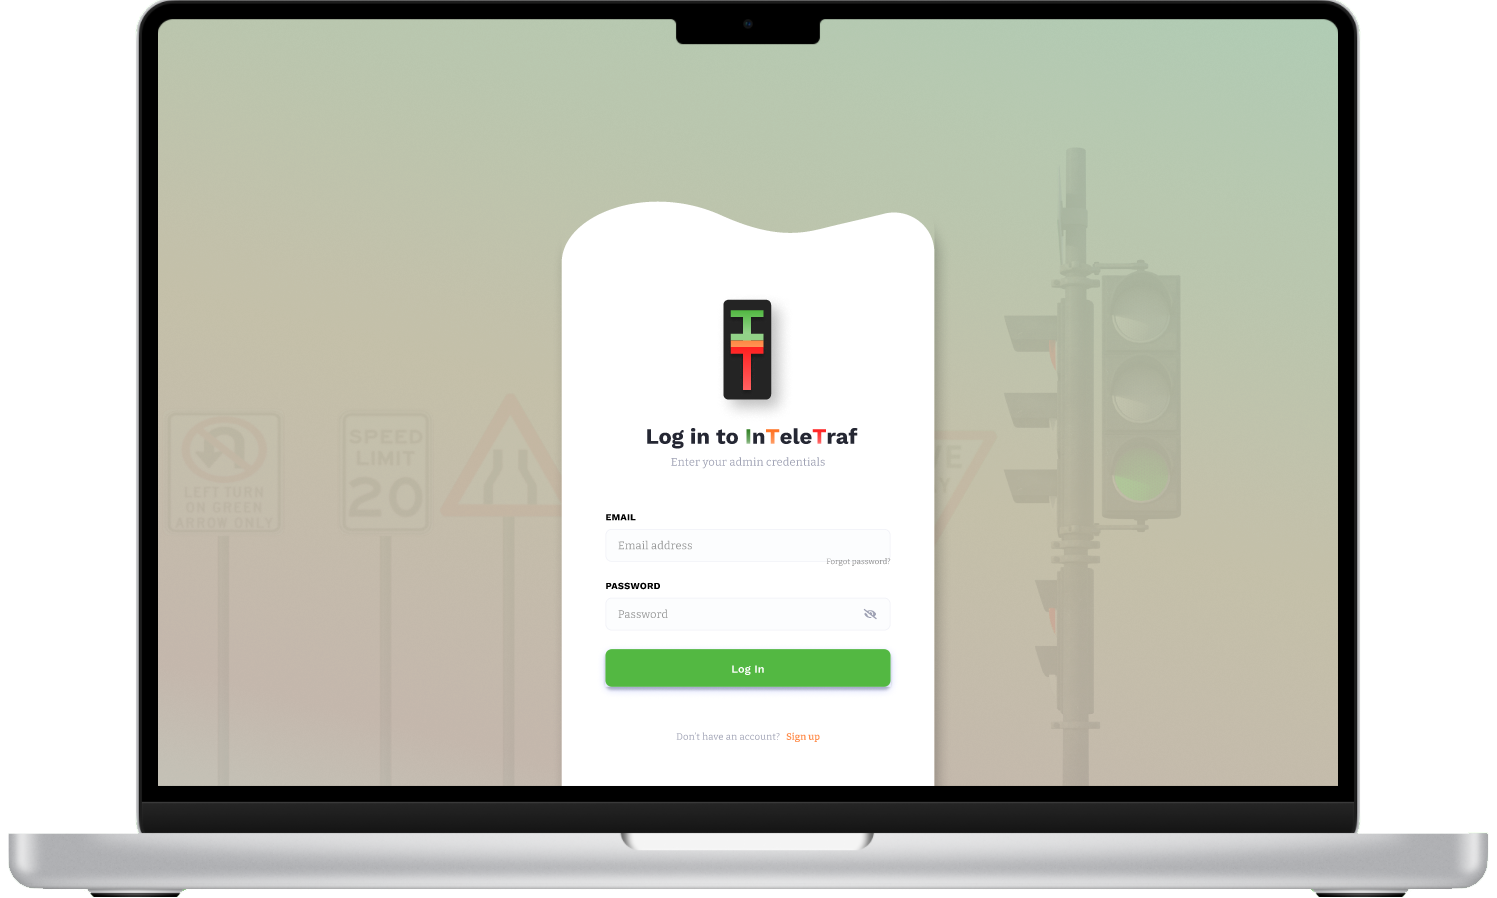 IT
Log in to InTeleTraf
Enter your admin credentials
EMAIL
Email address
Forgot password?
PASSWORD
Password
Log In
Don't have an account? Sign up
LEFT TURN
ON GREEN
ARROW ONLY
SPEED
LIMIT
20